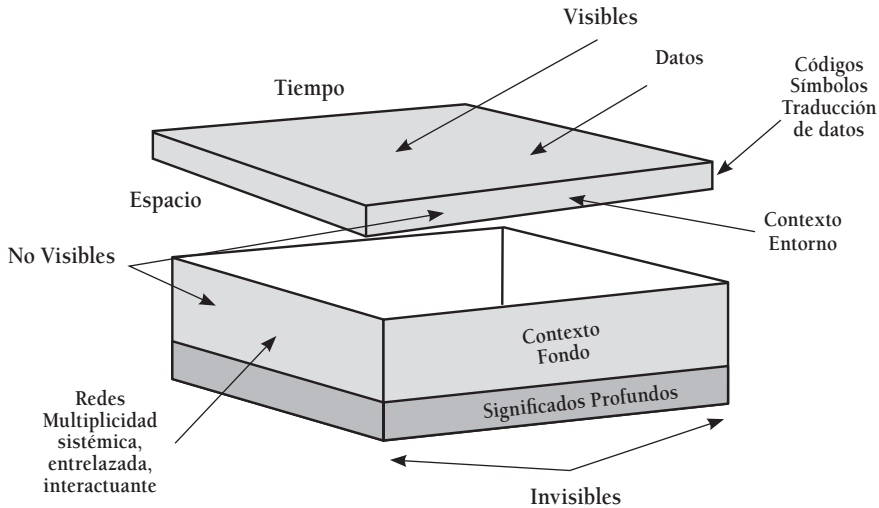 Visibles
Datos
Códigos
Símbolos
Traducción
de datos
Tiempo
Espacio
Contexto
Entorno
No Visibles
Contexto
Fondo
Significados Profundos
Redes
Multiplicidad
sistémica,
entrelazada,
interactuante
Invisibles